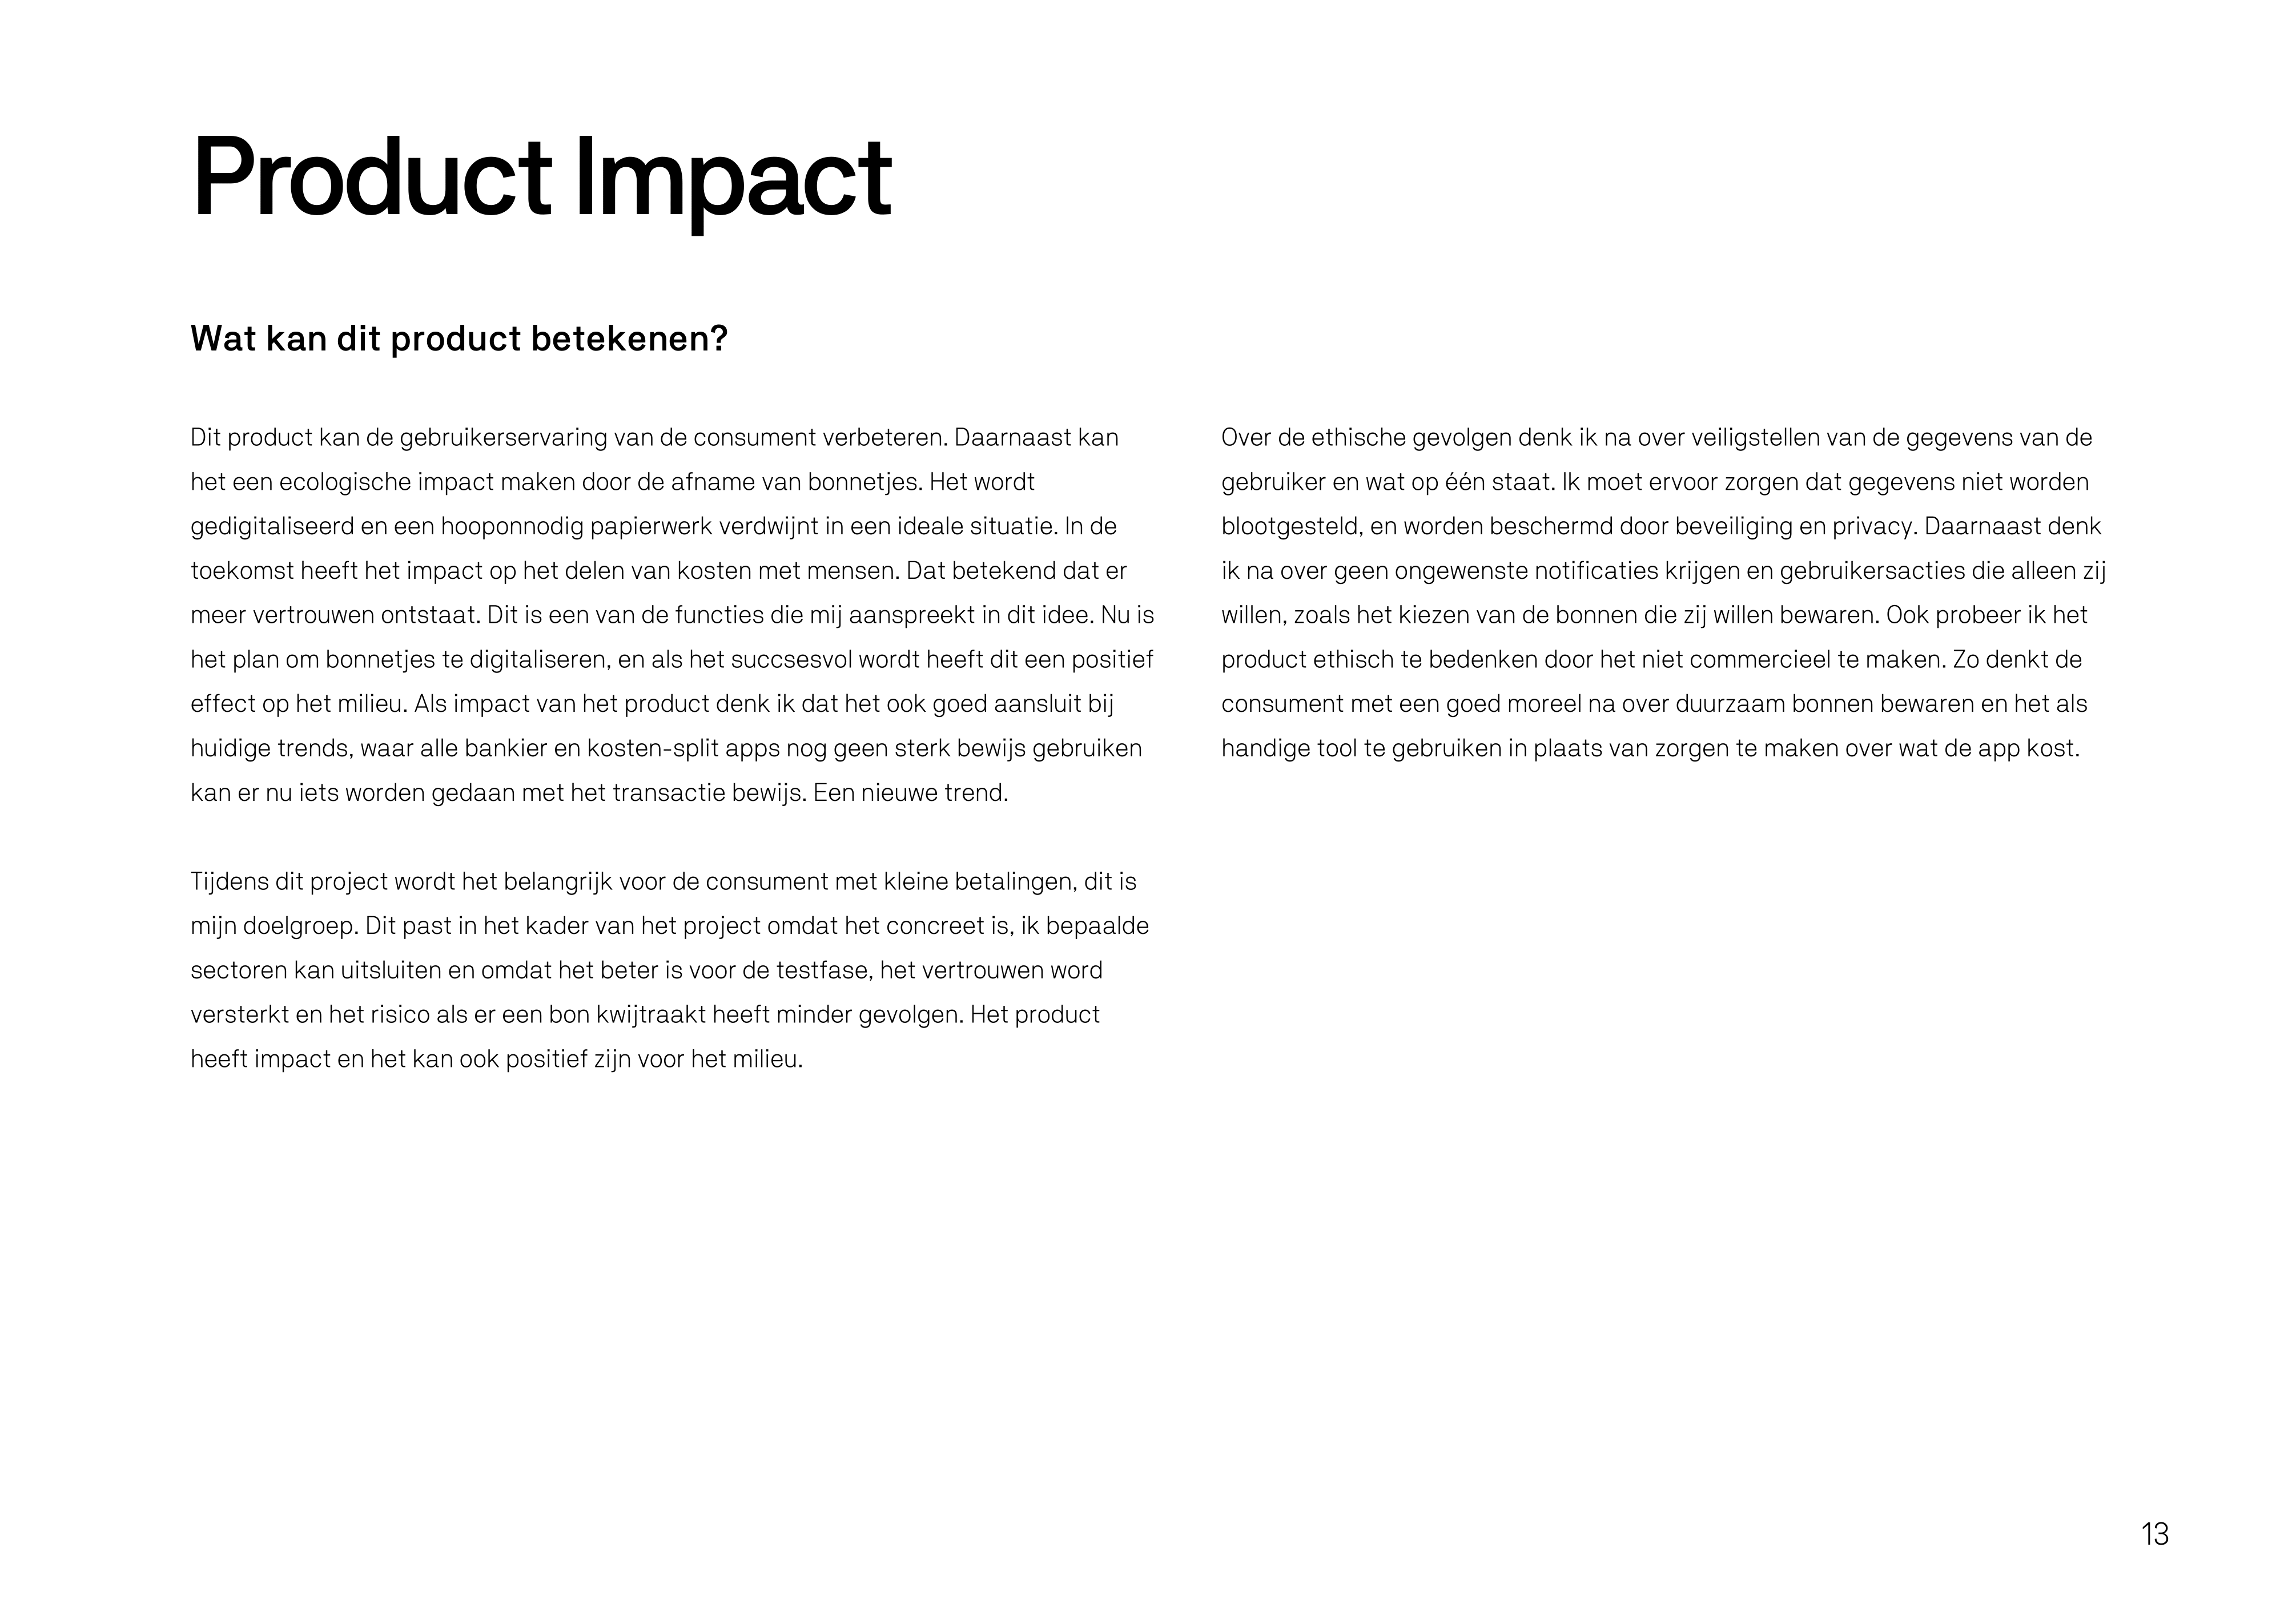 Product Impact
Wat kan dit product betekenen?
Dit product kan de gebruikerservaring van de consument verbeteren. Daarnaast kan
het een ecologische impact maken door de afname van bonnetjes. Het wordt
gedigitaliseerd en een hooponnodig papierwerk verdwijnt in een ideale situatie. In de
toekomst heeft het impact op het delen van kosten met mensen. Dat betekend dat er
meer vertrouwen ontstaat. Dit is een van de functies die mij aanspreekt in dit idee. Nu is
het plan om bonnetjes te digitaliseren, en als het succsesvol wordt heeft dit een positief
effect op het milieu. Als impact van het product denk ik dat het ook goed aansluit bij
huidige trends, waar alle bankier en kosten-split apps nog geen sterk bewijs gebruiken
kan er nu iets worden gedaan met het transactie bewijs. Een nieuwe trend.
Tijdens dit project wordt het belangrijk voor de consument met kleine betalingen, dit is
mijn doelgroep. Dit past in het kader van het project omdat het concreet is, ik bepaalde
sectoren kan uitsluiten en omdat het beter is voor de testfase, het vertrouwen word
versterkt en het risico als er een bon kwijtraakt heeft minder gevolgen. Het product
heeft impact en het kan ook positief zijn voor het milieu.
Over de ethische gevolgen denk ik na over veiligstellen van de gegevens van de
gebruiker en wat op één staat. Ik moet ervoor zorgen dat gegevens niet worden
blootgesteld, en worden beschermd door beveiliging en privacy. Daarnaast denk
ik na over geen ongewenste notificaties krijgen en gebruikersacties die alleen zij
willen, zoals het kiezen van de bonnen die zij willen bewaren. Ook probeer ik het
product ethisch te bedenken door het niet commercieel te maken. Zo denkt de
consument met een goed moreel na over duurzaam bonnen bewaren en het als
handige tool te gebruiken in plaats van zorgen te maken over wat de app kost.
13